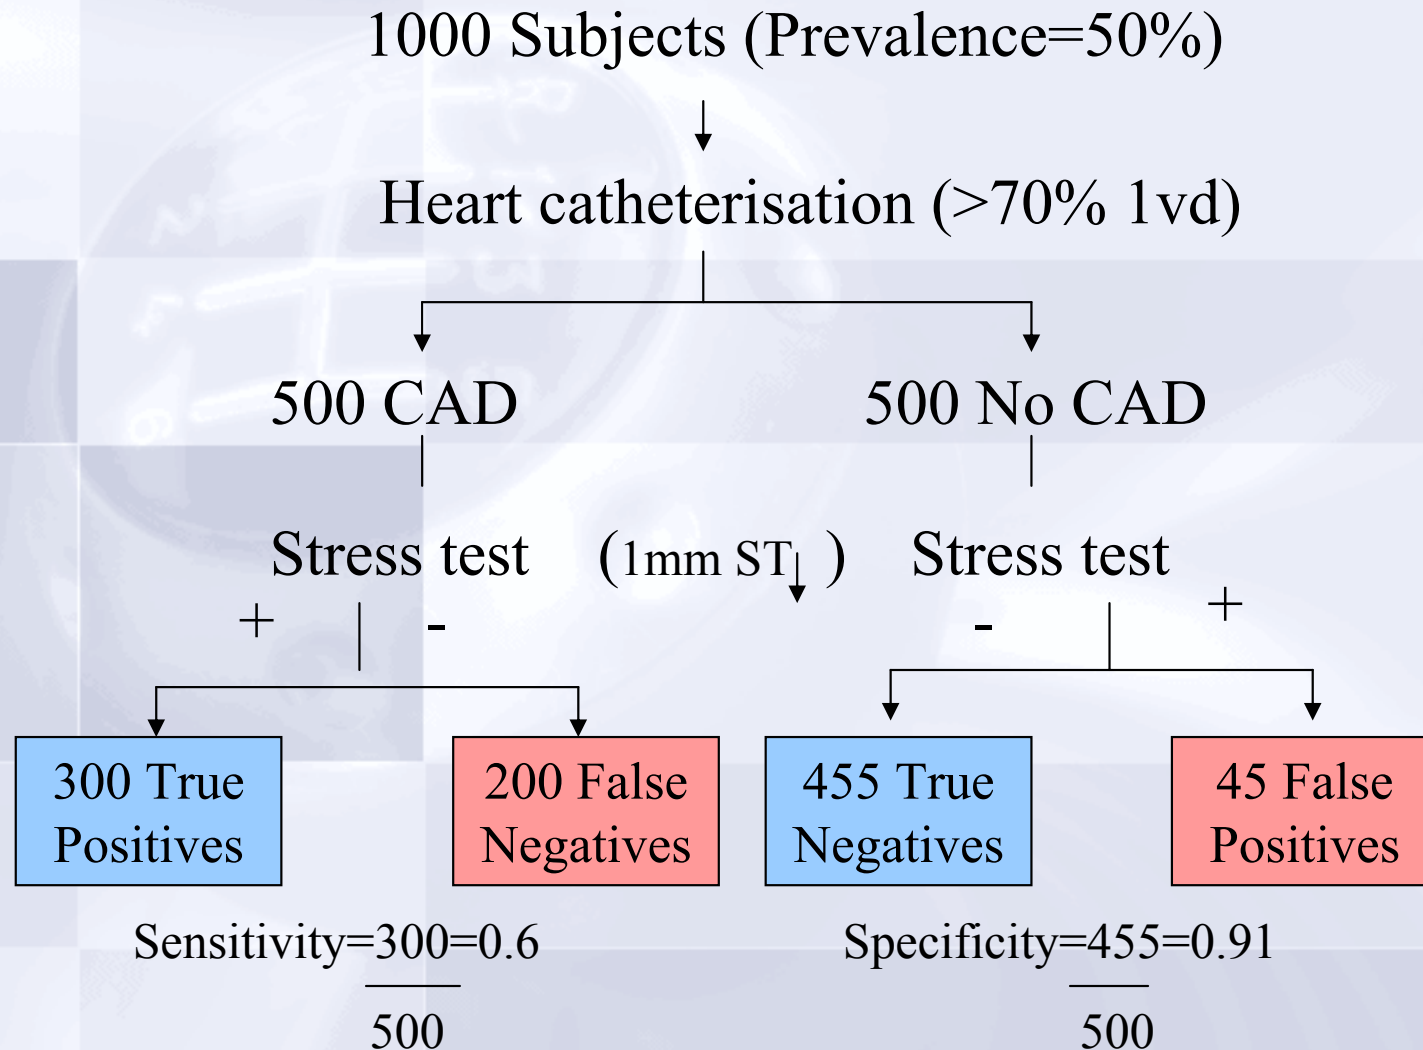 1000 Subjects (Prevalence=50%)
Heart catheterisation (>70% 1vd)
500 CAD
500 No CAD
Stress test
(1mm ST↓ )
Stress test
+
-
-
+
300 True
Positives
200 False
Negatives
455 True
Negatives
45 False
Positives
Sensitivity=300=0.6
500
Specificity=455=0.91
500